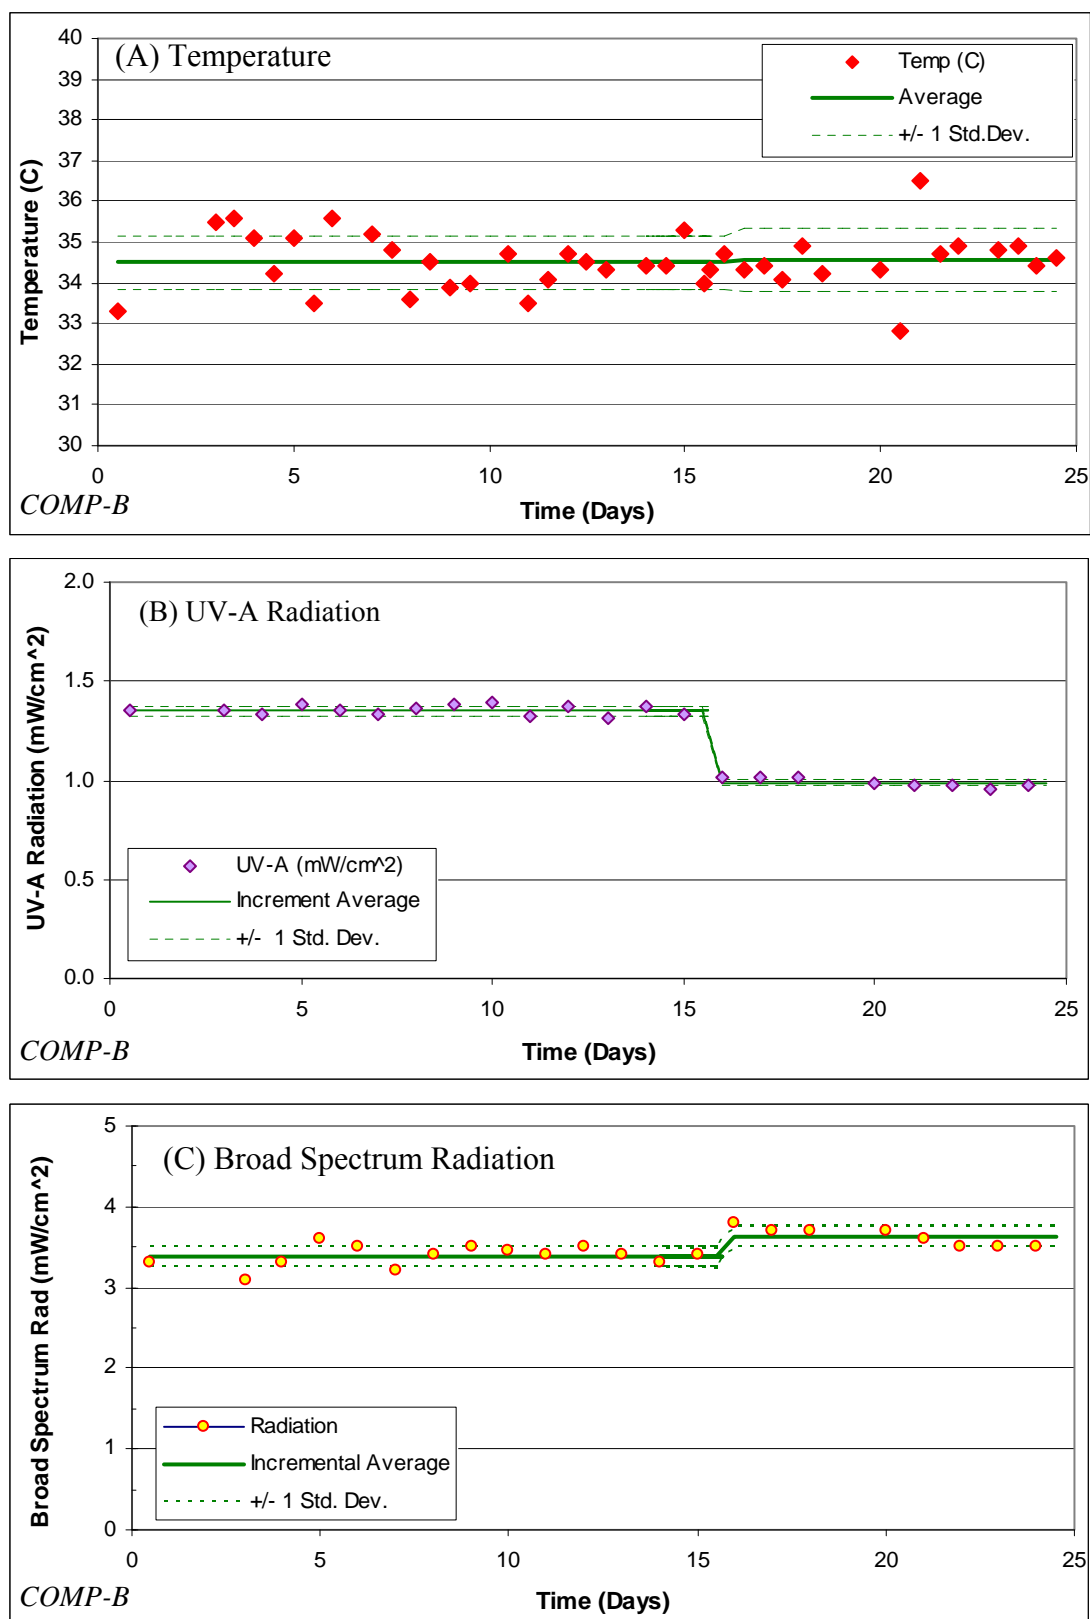 (A) Temperature
Temp (C)
Average
+/- 1 Std.Dev.
Temperature (C)
40
39
38
37
36
35
34
33
32
31
30
0 5 10 15 20 25
Time (Days)
COMP-B
(B) UV-A Radiation
UV-A Radiation (mW/cm^2)
2.0
1.5
1.0
0.5
0.0
UV-A (mW/cm^2)
Increment Average
+/- 1 Std. Dev.
0 5 10 15 20 25
Time (Days)
COMP-B
(C) Broad Spectrum Radiation
Broad Spectrum Rad (mW/cm^2)
5
4
3
2
1
0
Radiation
Incremental Average
+/- 1 Std. Dev.
0 5 10 15 20 25
Time (Days)
COMP-B